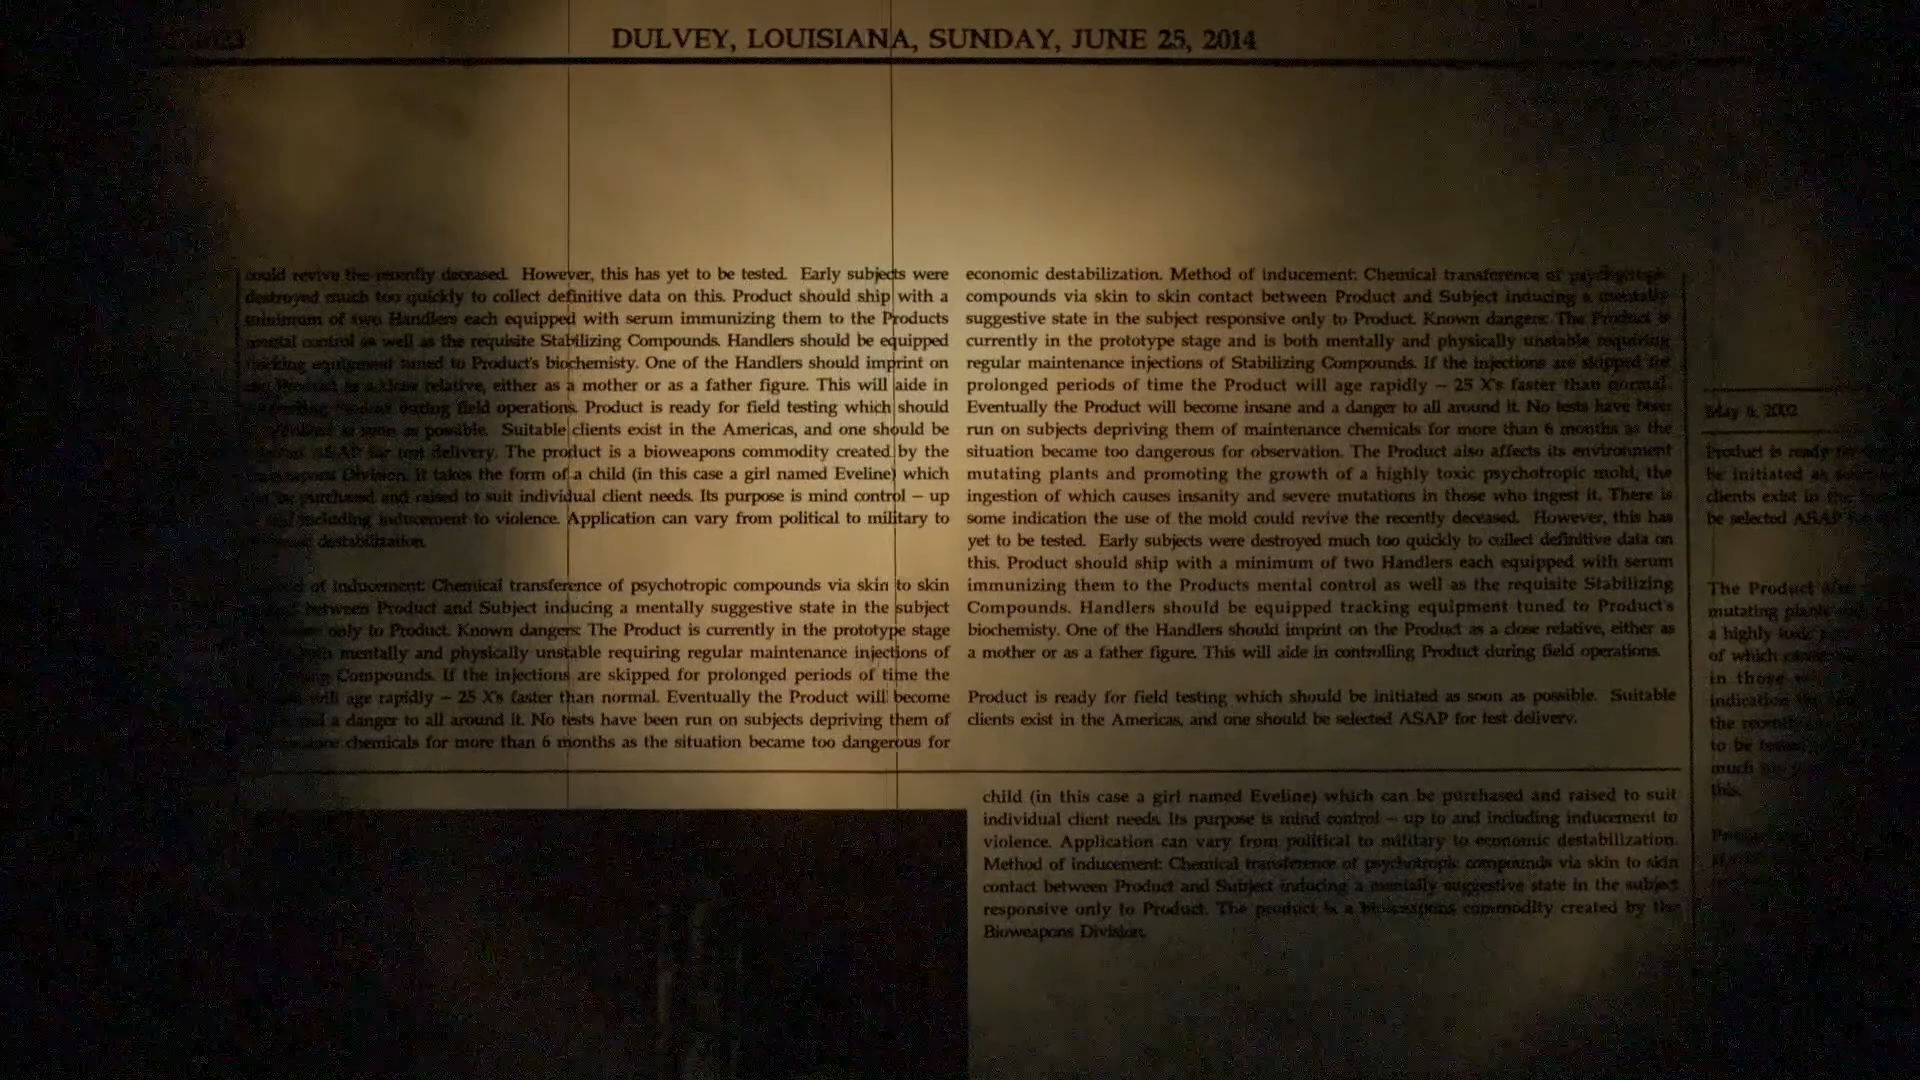 DULVEY, LOUISIANA, SUNDAY, JUNE 25, 2014
could revive the recently deceased. However, this has yet to be tested. Early subjects were
destroyed much too quickly to collect definitive data on this. Product should ship with a
minimum of two Handlers each equipped with serum immunizing them to the Products
mental control as well as the requisite Stabilizing Compounds. Handlers should be equipped
tracking equipment tuned to Product's biochemisty. One of the Handlers should imprint on
relative, either as a mother or as a father figure. This will aide in
during field operations. Product is ready for field testing which should
as soon as possible. Suitable clients exist in the Americas, and one should be
ASAP for test delivery. The product is a bioweapons commodity created by the
Division. It takes the form of a child (in this case a girl named Eveline) which
be purchased and raised to suit individual client needs. Its purpose is mind control – up
and including inducement to violence. Application can vary from political to military to
destabilization.
of inducement: Chemical transference of psychotropic compounds via skin to skin
between Product and Subject inducing a mentally suggestive state in the subject
only to Product. Known dangers: The Product is currently in the prototype stage
mentally and physically unstable requiring regular maintenance injections of
Compounds. If the injections are skipped for prolonged periods of time the
will age rapidly – 25 X's faster than normal. Eventually the Product will become
a danger to all around it. No tests have been run on subjects depriving them of
chemicals for more than 6 months as the situation became too dangerous for
economic destabilization. Method of inducement: Chemical transference of psychotropic
compounds via skin to skin contact between Product and Subject inducing a mentally
suggestive state in the subject responsive only to Product. Known dangers: The Product is
currently in the prototype stage and is both mentally and physically unstable requiring
regular maintenance injections of Stabilizing Compounds. If the injections are skipped for
prolonged periods of time the Product will age rapidly – 25 X's faster than normal.
Eventually the Product will become insane and a danger to all around it. No tests have been
run on subjects depriving them of maintenance chemicals for more than 6 months as the
situation became too dangerous for observation. The Product also affects its environment
mutating plants and promoting the growth of a highly toxic psychotropic mold, the
ingestion of which causes insanity and severe mutations in those who ingest it. There is
some indication the use of the mold could revive the recently deceased. However, this has
yet to be tested. Early subjects were destroyed much too quickly to collect definitive data on
this. Product should ship with a minimum of two Handlers each equipped with serum
immunizing them to the Products mental control as well as the requisite Stabilizing
Compounds. Handlers should be equipped tracking equipment tuned to Product's
biochemisty. One of the Handlers should imprint on the Product as a close relative, either as
a mother or as a father figure. This will aide in controlling Product during field operations.
Product is ready for field testing which should be initiated as soon as possible. Suitable
clients exist in the Americas, and one should be selected ASAP for test delivery.
child (in this case a girl named Eveline) which can be purchased and raised to suit
individual client needs. Its purpose is mind control – up to and including inducement to
violence. Application can vary from political to military to economic destabilization.
Method of inducement: Chemical transference of psychotropic compounds via skin to skin
contact between Product and Subject inducing a mentally suggestive state in the subject
responsive only to Product. The product is a bioweapons commodity created by the
Bioweapons Division.
May 6, 2002
Product is ready
be initiated as
clients exist in
be selected ASAP
The Product
mutating plants
a highly
of which
in those
indication
the
to be
much
this.